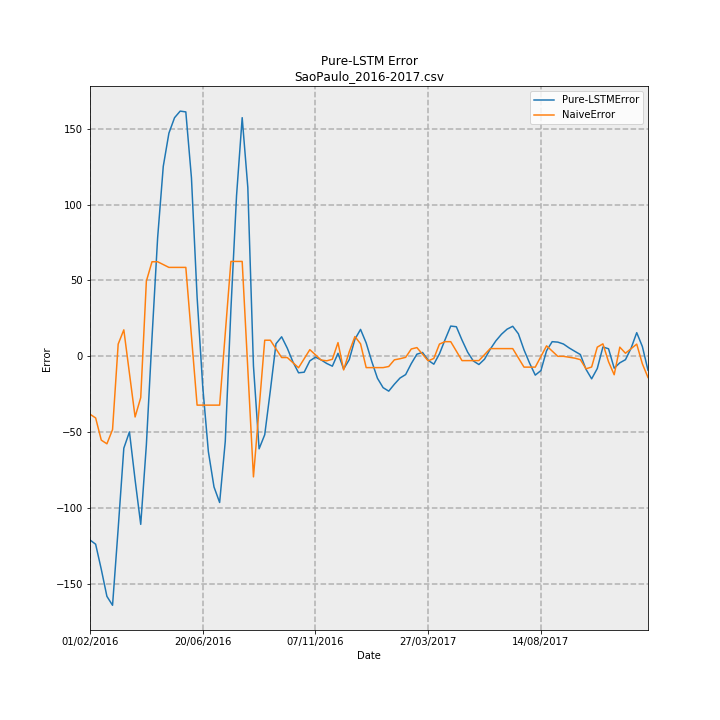 Pure-LSTM Error
SaoPaulo_2016-2017.csv
Pure-LSTMError
NaiveError
150
100
50
0
−50
−100
−150
Error
01/02/2016 20/06/2016 07/11/2016 27/03/2017 14/08/2017
Date